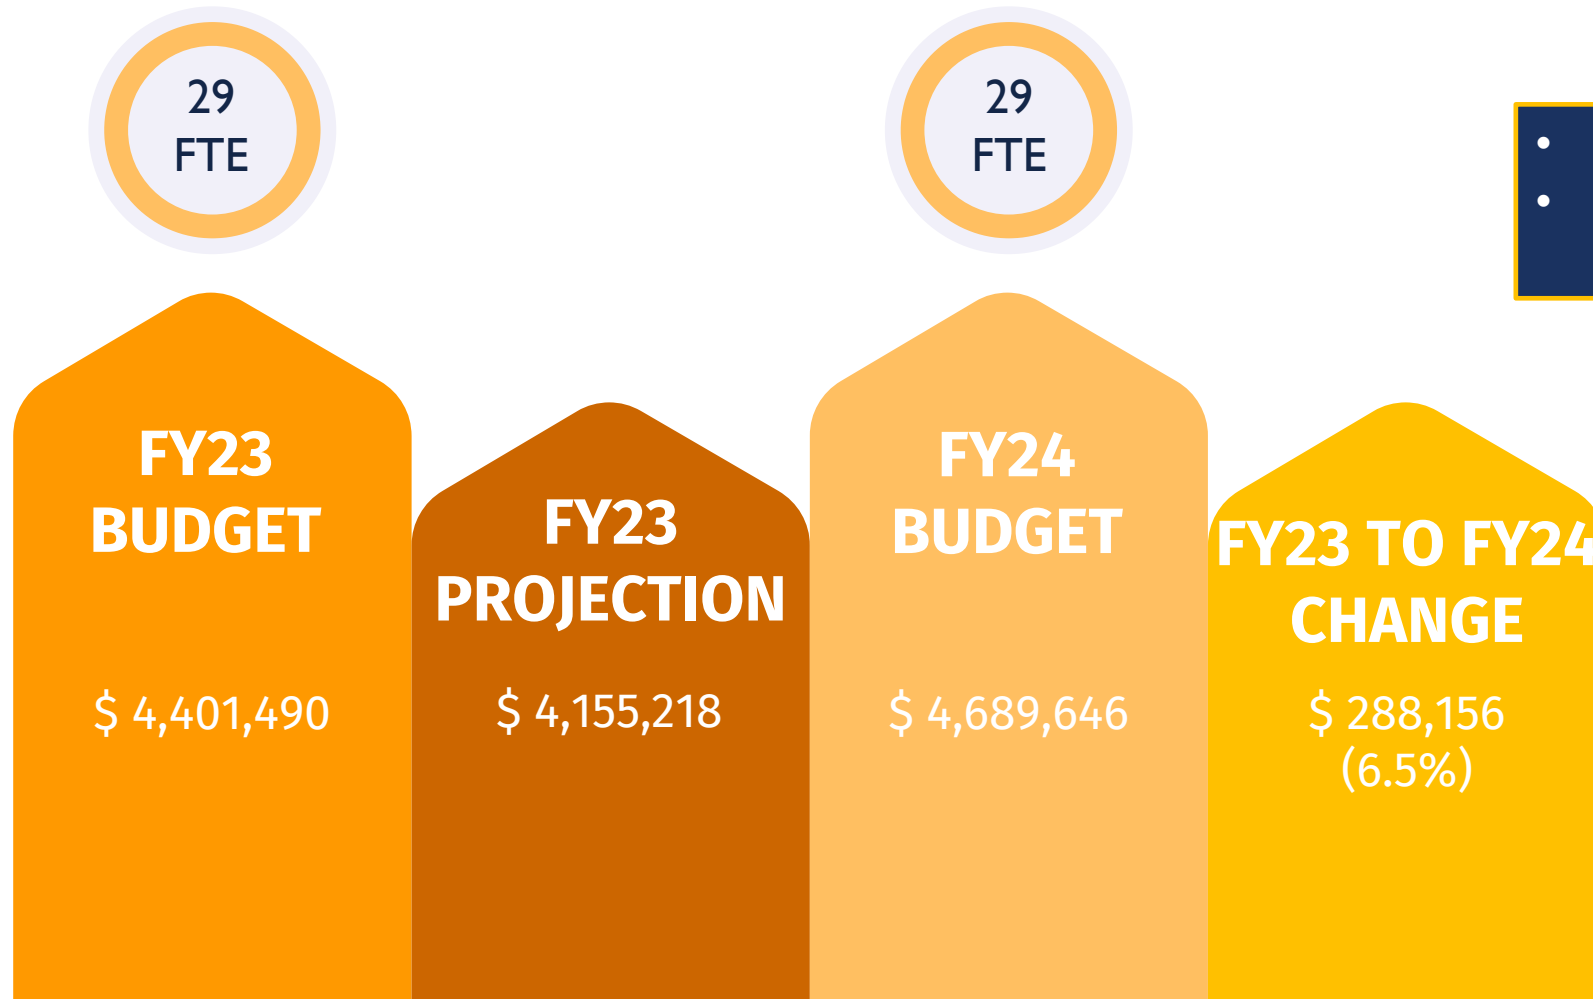 29
FTE
29
FTE
•
•
FY23
BUDGET
$ 4,401,490
FY23
PROJECTION
$ 4,155,218
FY24
BUDGET
$ 4,689,646
FY23 TO FY24
CHANGE
$ 288,156
(6.5%)